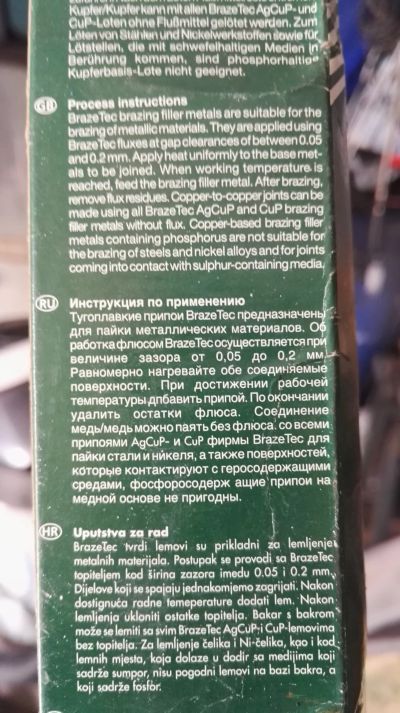 Kupfer/Kupfer kann mit allen BrazeTec AgCuP- und
CuP-Loten ohne Flußmittel gelötet werden. Zum
Löten von Stählen und Nickelwerkstoffen sowie für
Lötstellen, die mit schwefelhaltigen Medien in
Berührung kommen, sind phosphorhaltige
Kupferbasis-Lote nicht geeignet.
GB Process instructions
BrazeTec brazing filler metals are suitable for the
brazing of metallic materials. They are applied using
BrazeTec fluxes at gap clearances of between 0.05
and 0.2 mm. Apply heat uniformly to the base met-
als to be joined. When working temperature is
reached, feed the brazing filler metal. After brazing,
remove flux residues. Copper-to-copper joints can be
made using all BrazeTec AgCuP and CuP brazing
filler metals without flux. Copper-based brazing filler
metals containing phosphorus are not suitable for
the brazing of steels and nickel alloys and for joints
coming into contact with sulphur-containing media.
RU Инструкция по применению
Тугоплавкие припои BrazeTec предназначены
для пайки металлических материалов. Об
работка флюсом BrazeTec осуществляется при
величине зазора от 0,05 до 0,2 мм.
Равномерно нагревайте обе соединяемые
поверхности. При достижении рабочей
температуры дпбавить припой. По окончании
удалить остатки флюса. Соединение
медь/медь можно паять без флюса со всеми
припоями AgCuP- и CuP фирмы BrazeTec для
пайки стали и никеля, а также поверхностей,
которые контактируют с геросодержащими
средами, фосфоросодерж ащие припои на
медной основе не пригодны.
HR Uputstva za rad
BrazeTec tvrdi lemovi su prikladni za lemljenje
metalnih materijala. Postupak se provodi sa BrazeTec
topiteljem kod širina zazora imedu 0.05 i 0.2 mm.
Dijelove koji se spajaju jednakomjemo zagrijati. Nakon
dostignuća radne temeperature dodati lem. Nakon
lemljenja ukloniti ostatke topitelja. Bakar s bakrom
može se lemiti sa svim BrazeTec AgCuP-i CuP-lemovima
bez topitelja. Za lemljenje čelika i Ni-čelika, kao i kod
lemnih mjesta, koja dolaze u dodir sa medijima koji
sadrže sumpor, nisu pogodni lemovi na bazi bakra, a
koji sadrže fosfor.